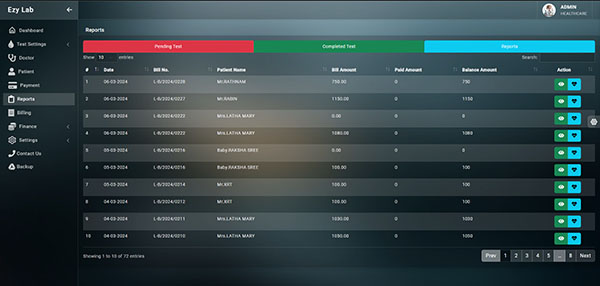 Ezy Lab
ADMIN
HEALTHCARE
Dashboard
Test Settings
Doctor
Patient
Payment
Reports
Billing
Finance
Settings
Contact Us
Backup
Reports
Pending Test Completed Test Reports
Show 10 entries Search:
# Date Bill No. Patient Name Bill Amount Paid Amount Balance Amount Action
1 06-03-2024 L-B/2024/0228 Mr.RATHNAM 750.00 0 750
2 06-03-2024 L-B/2024/0227 Mr.RABIN 1150.00 0 1150
3 06-03-2024 L-B/2024/0222 Mrs.LATHA MARY 0.00 0 0
4 06-03-2024 L-B/2024/0222 Mrs.LATHA MARY 1080.00 0 1080
5 05-03-2024 L-B/2024/0216 Baby.RAKSHA SREE 0.00 0 0
6 05-03-2024 L-B/2024/0216 Baby.RAKSHA SREE 100.00 0 100
7 05-03-2024 L-B/2024/0214 Mr.KRT 100.00 0 100
8 04-03-2024 L-B/2024/0212 Mr.KRT 100.00 0 100
9 04-03-2024 L-B/2024/0211 Mrs.LATHA MARY 1030.00 0 1030
10 04-03-2024 L-B/2024/0210 Mrs.LATHA MARY 1050.00 0 1050
Showing 1 to 10 of 72 entries Prev 1 2 3 4 5 ... 8 Next